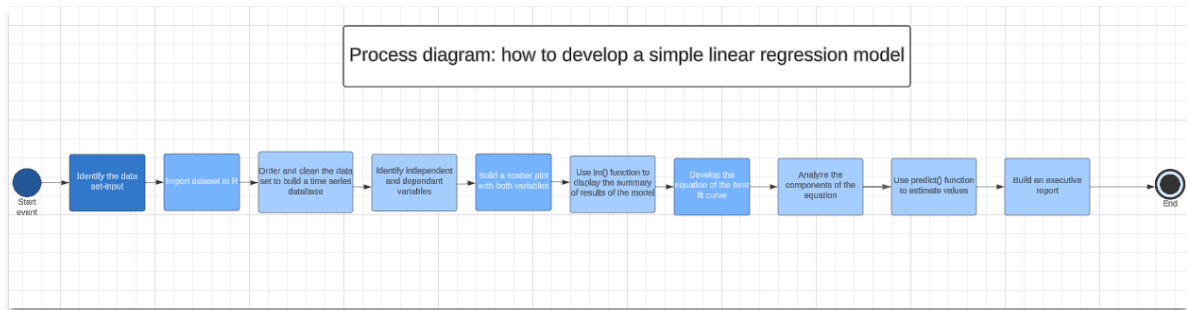 Process diagram: how to develop a simple linear regression model
Identify the data
set-input
Import dataset to R
Order and clean the data
set to build a time series
database
Identify independent
and dependant
variables
Build a scatter plot
with both variables
Use lm() function to
display the summary
of results of the model
Develop the
equation of the best
fit curve
Analyze the
components of the
equation
Use predict() function
to estimate values
Build an executive
report
Start
event
End